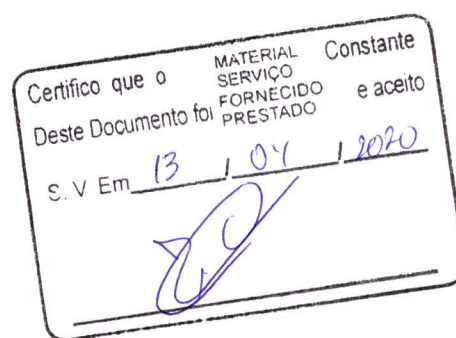 Certifico que o MATERIAL SERVIÇO Constante
Deste Documento foi FORNECIDO PRESTADO e aceito
S. V Em 13 / 04 / 2020